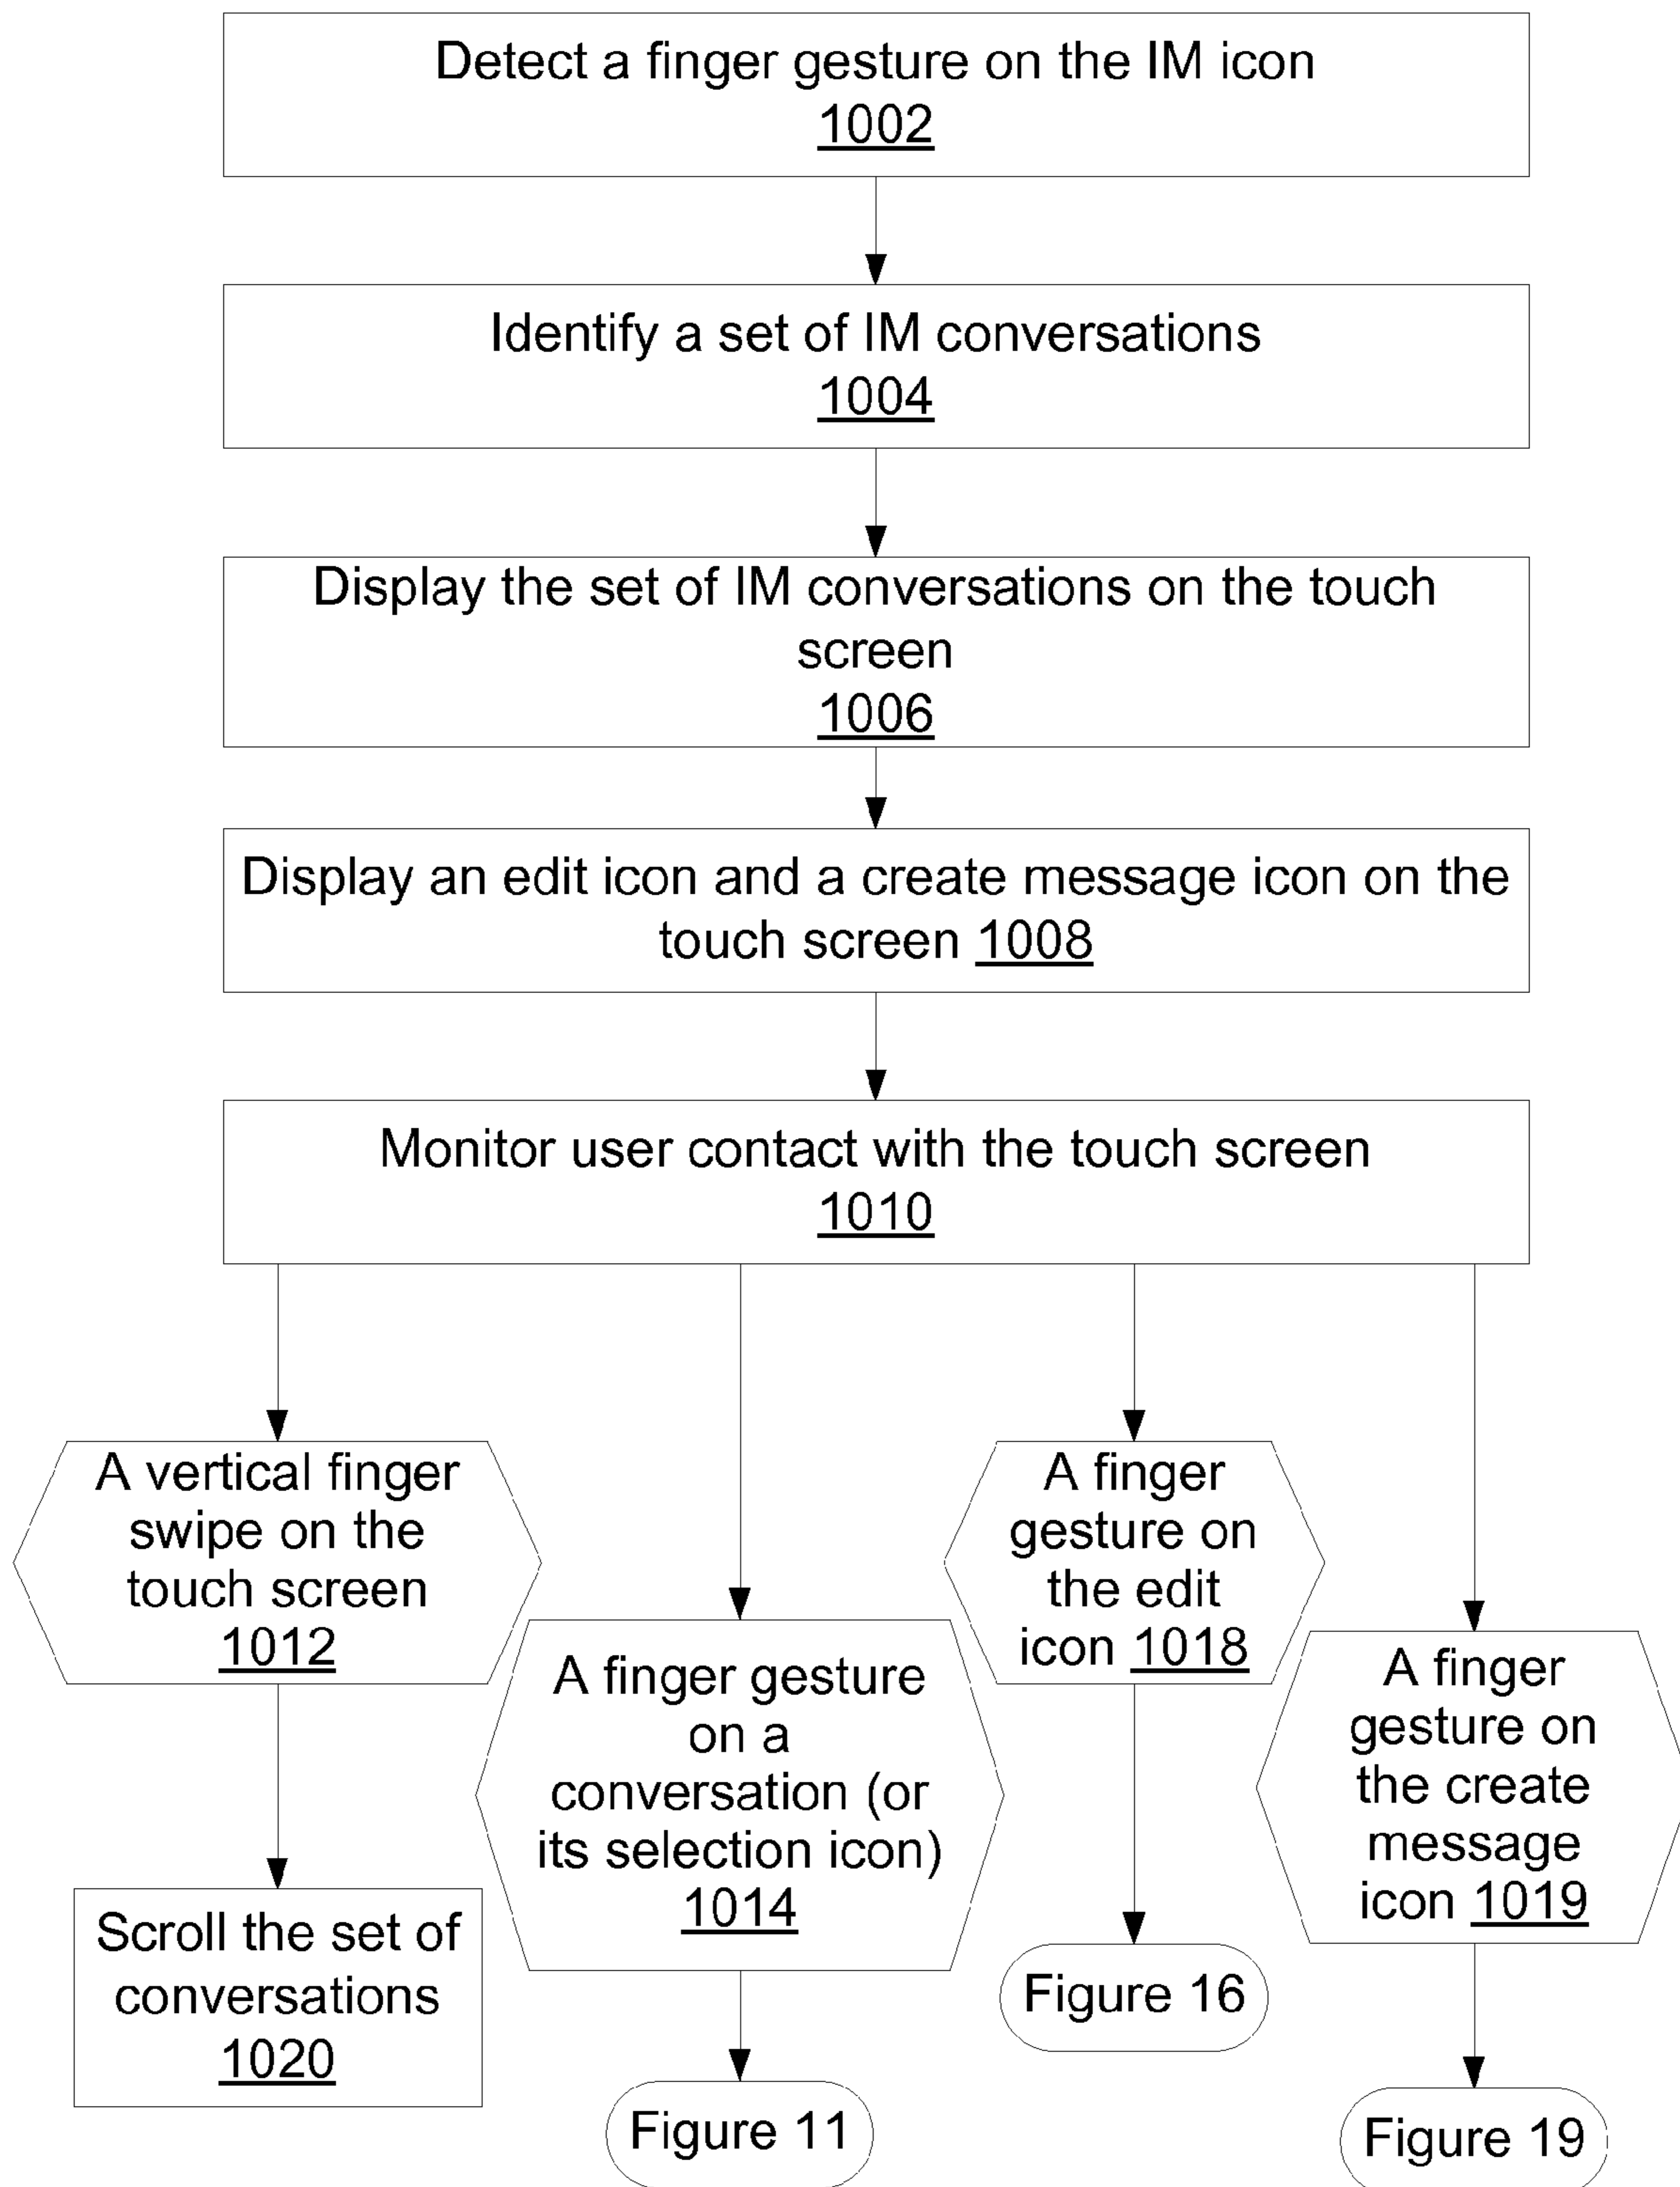 Detect a finger gesture on the IM icon
1002
Identify a set of IM conversations
1004
Display the set of IM conversations on the touch
screen
1006
Display an edit icon and a create message icon on the
touch screen 1008
Monitor user contact with the touch screen
1010
A vertical finger
swipe on the
touch screen
1012
Scroll the set of
conversations
1020
A finger gesture
on a
conversation (or
its selection icon)
1014
Figure 11
A finger
gesture on
the edit
icon 1018
Figure 16
A finger
gesture on
the create
message
icon 1019
Figure 19